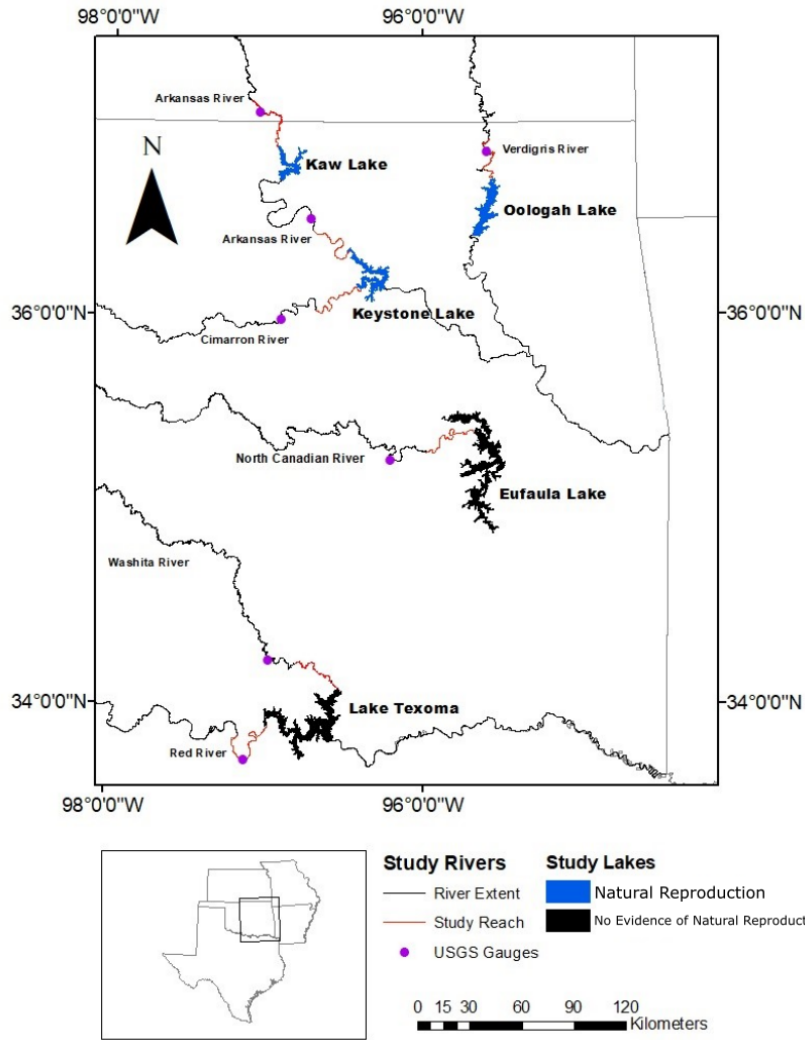 98°0'0"W
96°0'0"W
Arkansas River
N
Kaw Lake
Verdigris River
Oologah Lake
Arkansas River
36°0'0"N
36°0'0"N
Keystone Lake
Cimarron River
North Canadian River
Eufaula Lake
Washita River
34°0'0"N
34°0'0"N
Lake Texoma
Red River
98°0'0"W
96°0'0"W
Study Rivers
River Extent
Study Reach
USGS Gauges
Study Lakes
Natural Reproduction
No Evidence of Natural Reproduct
0 15 30 60 90 120
Kilometers